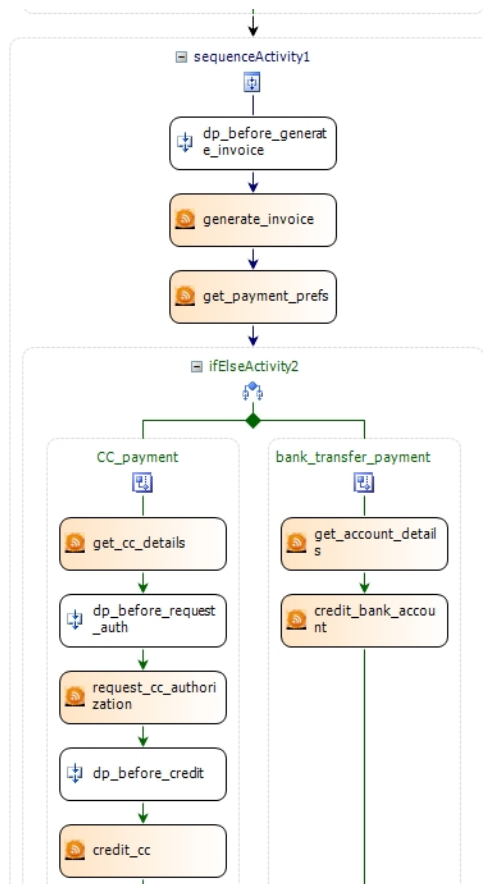 sequenceActivity1
dp_before_generat
e_invoice
generate_invoice
get_payment_prefs
ifElseActivity2
CC_payment
get_cc_details
dp_before_request
_auth
request_cc_authori
zation
dp_before_credit
credit_cc
bank_transfer_payment
get_account_detail
s
credit_bank_accou
nt